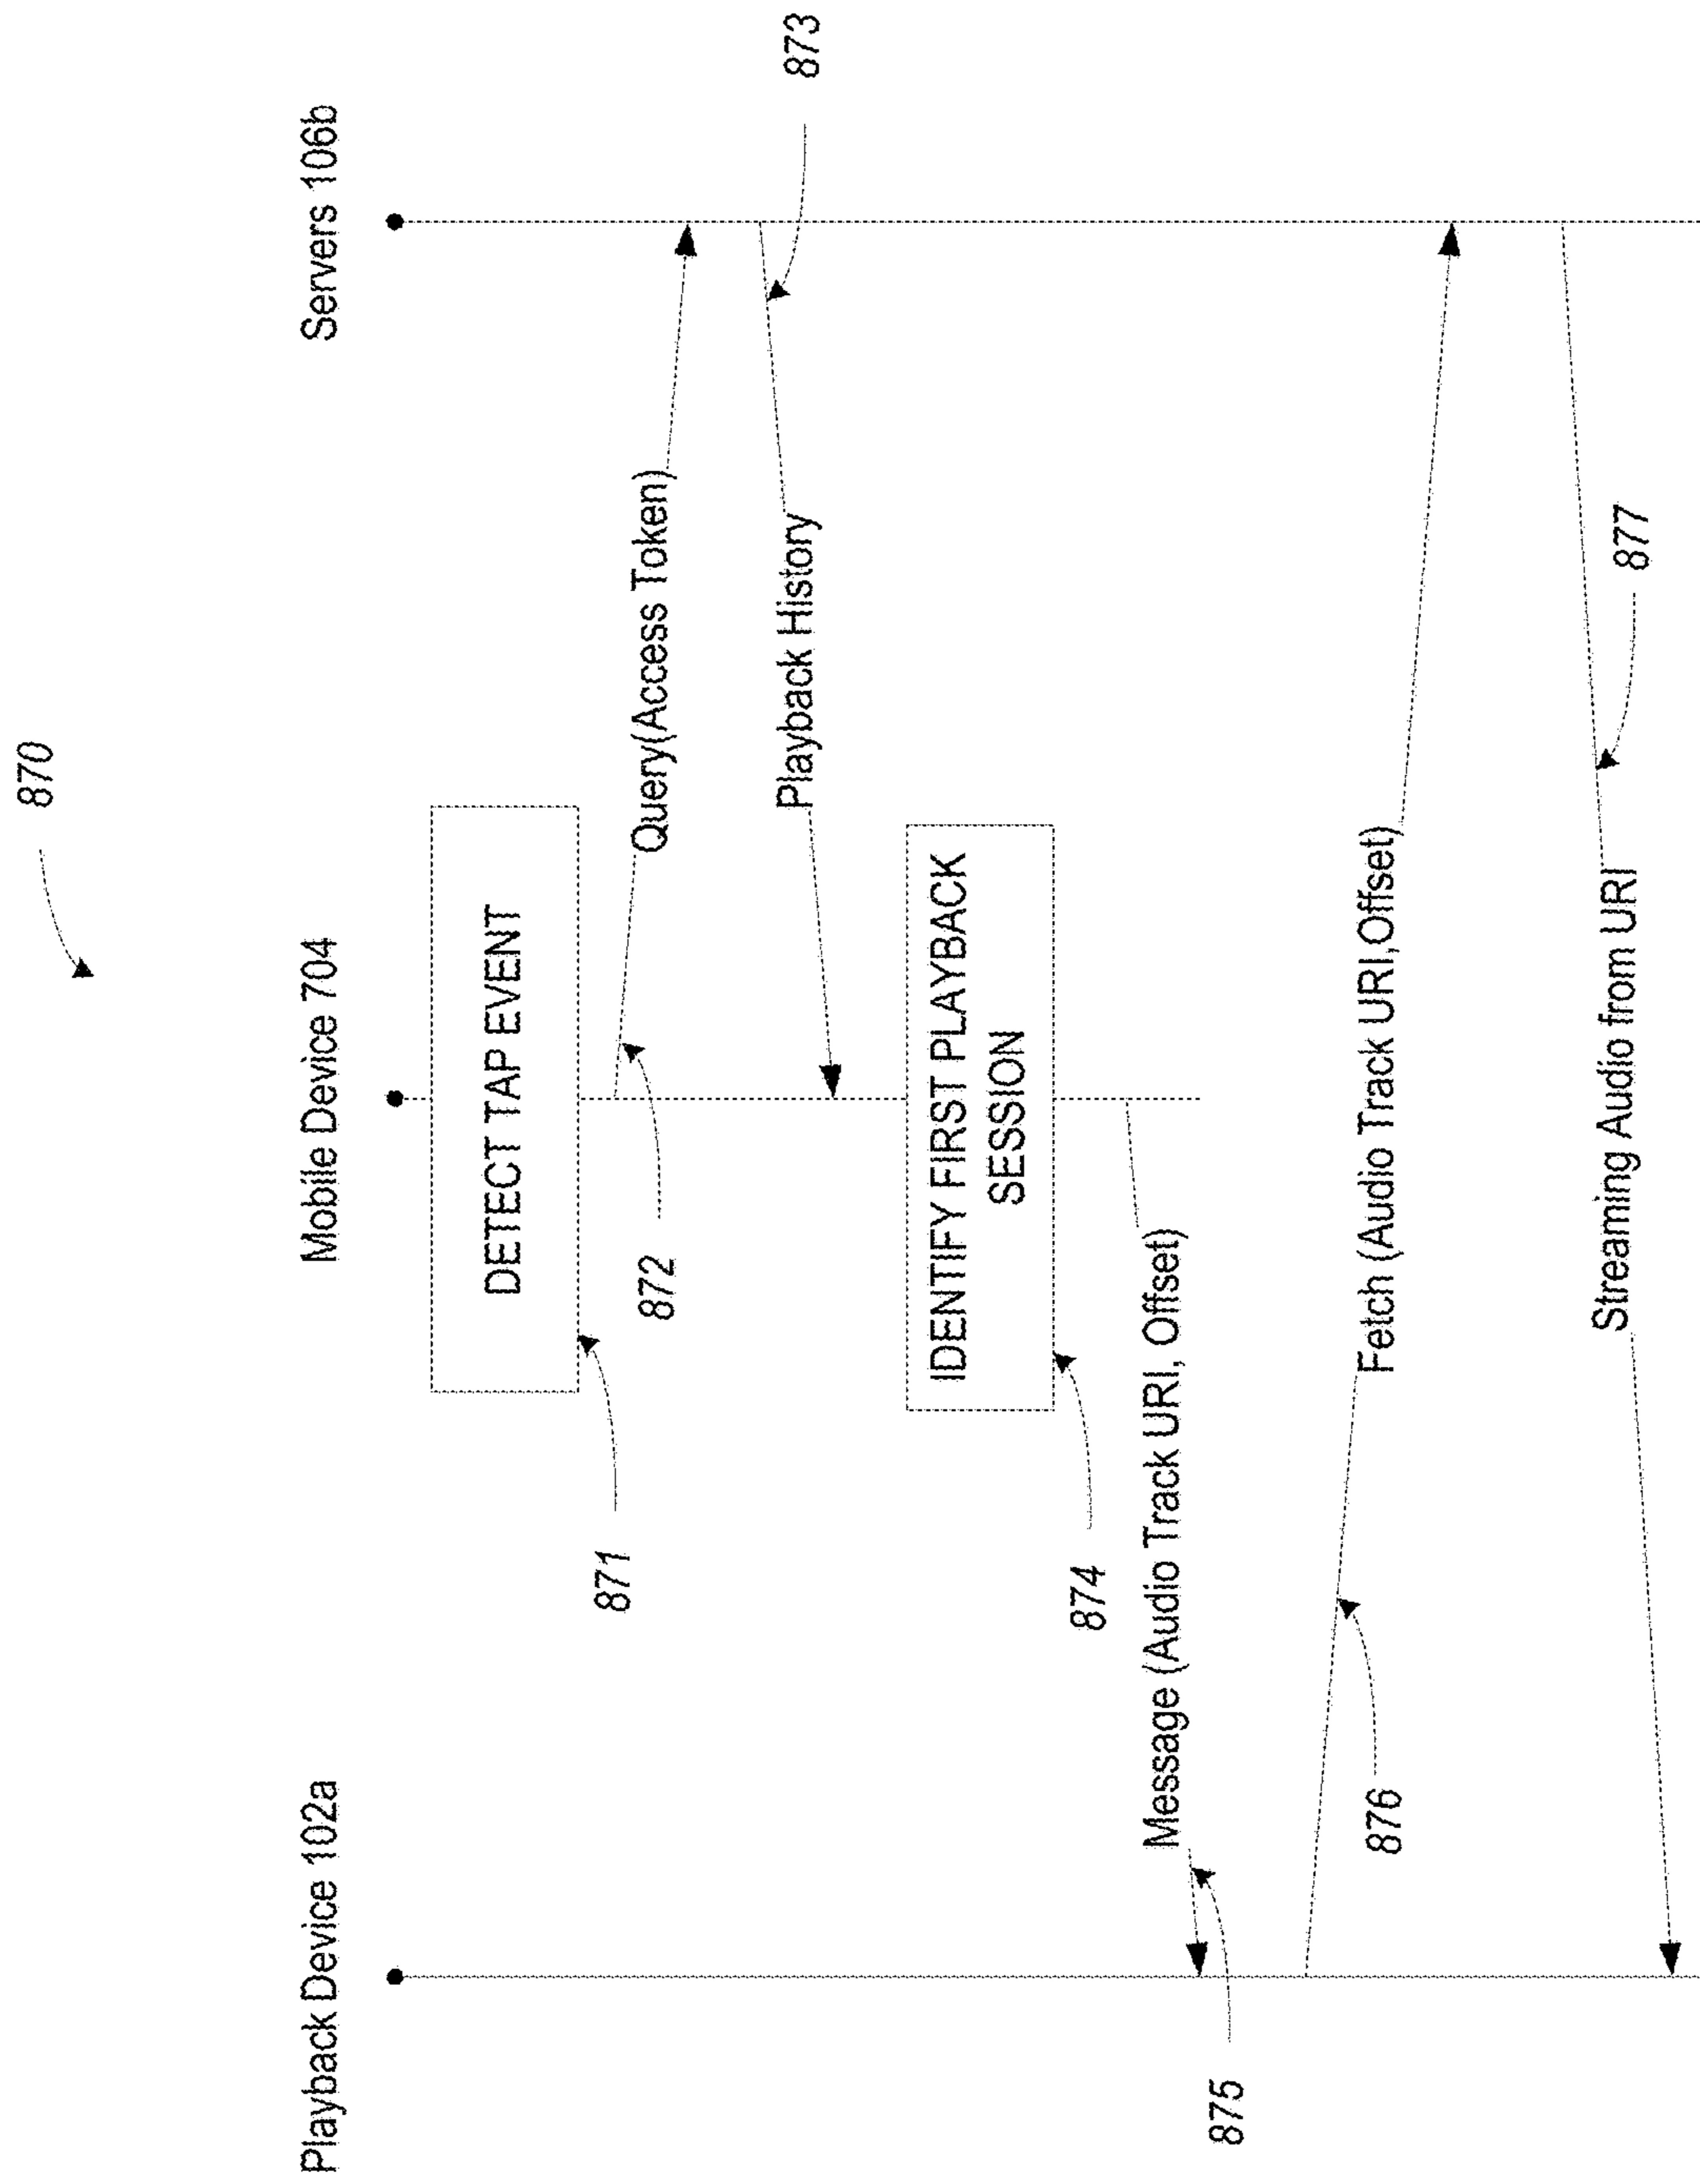 870
Playback Device 102a
Mobile Device 704
Servers 106b
DETECT TAP EVENT
871
872
Query(Access Token)
873
Playback History
IDENTIFY FIRST PLAYBACK
SESSION
874
Message (Audio Track URI, Offset)
875
Fetch (Audio Track URI,Offset)
876
Streaming Audio from URI
877